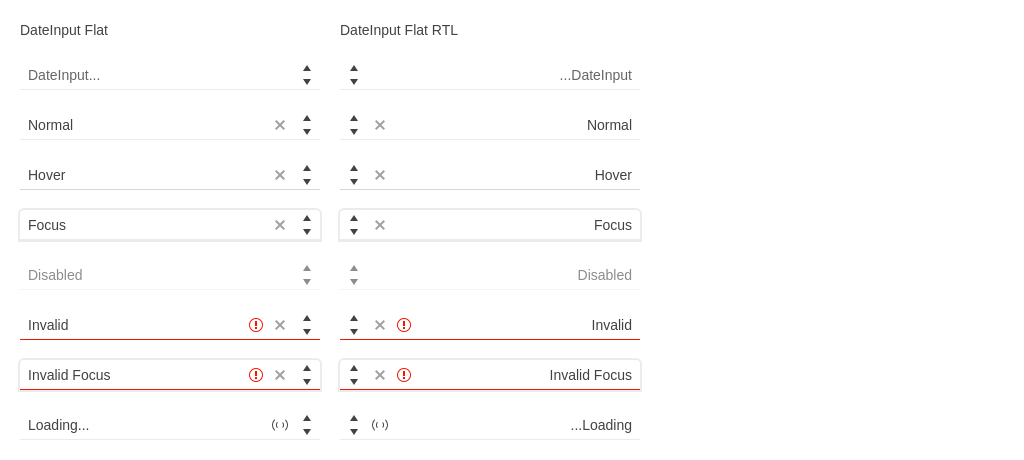 DateInput Flat
DateInput Flat RTL
DateInput...
...DateInput
Normal
Normal
Hover
Hover
Focus
Focus
Disabled
Disabled
Invalid
Invalid
Invalid Focus
Invalid Focus
Loading...
...Loading